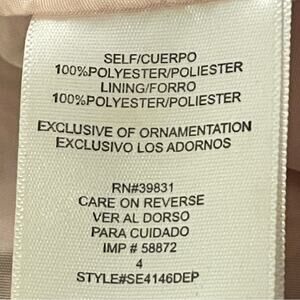 SELF/CUERPO
100%POLYESTER/POLIESTER
LINING/FORRO
100%POLYESTER/POLIESTER
EXCLUSIVE OF ORNAMENTATION
EXCLUSIVO LOS ADORNOS
RN#39831
CARE ON REVERSE
VER AL DORSO
PARA CUIDADO
IMP # 58872
4
STYLE#SE4146DEP